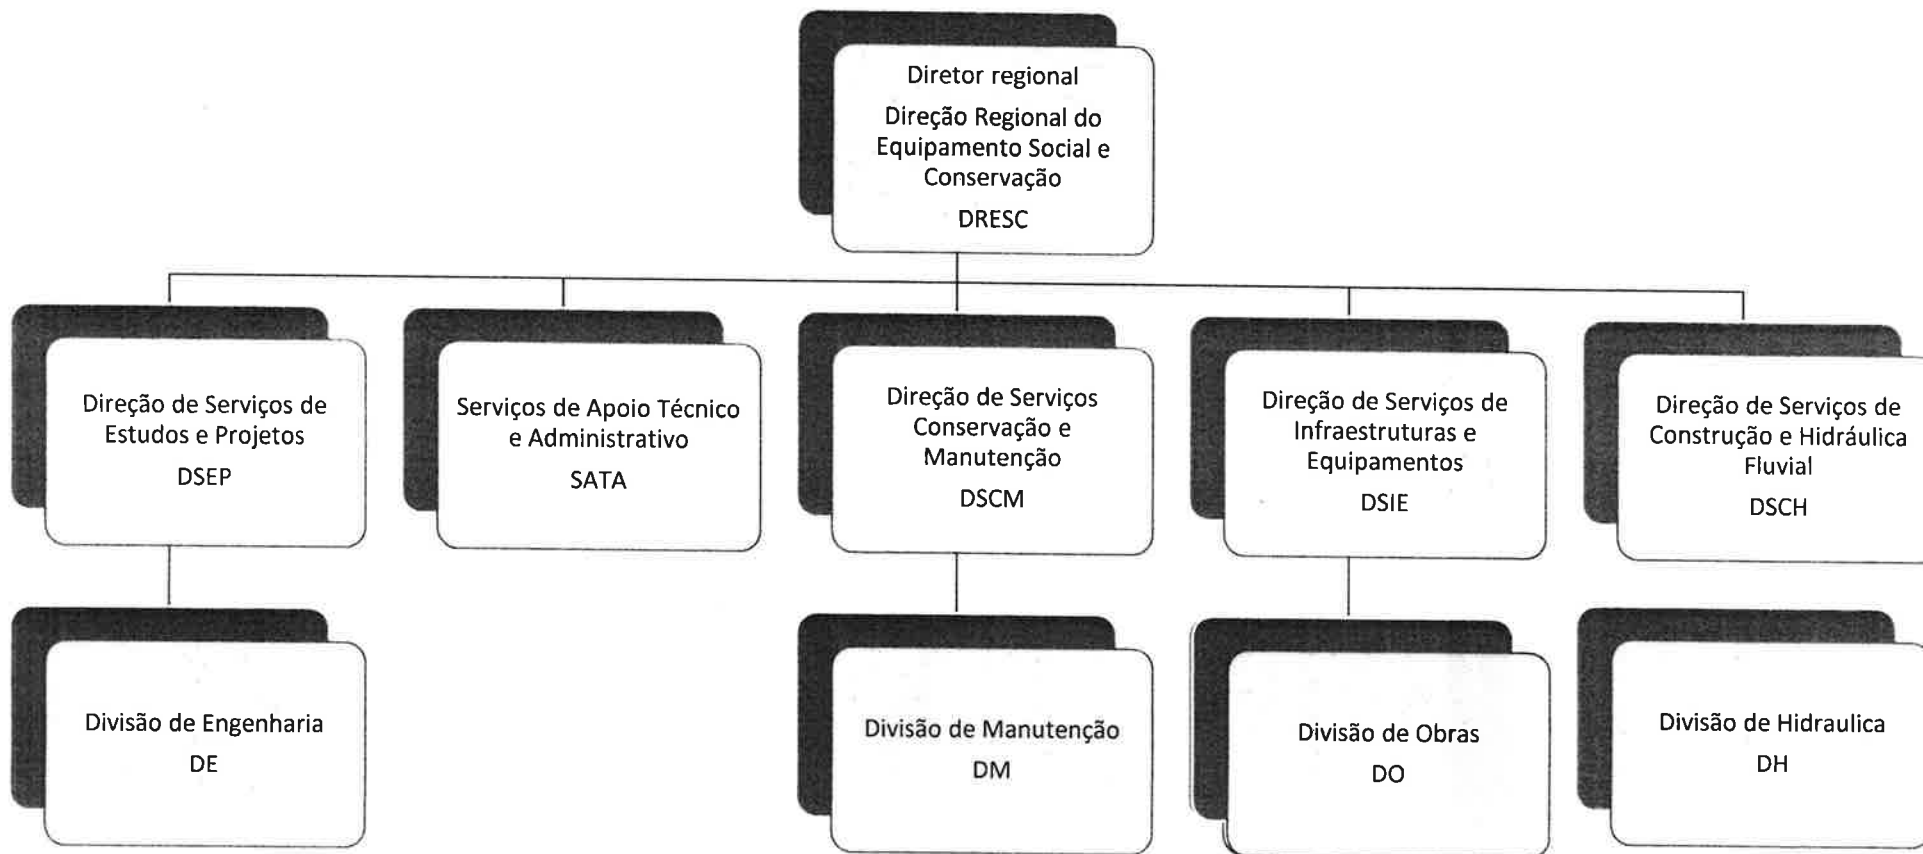 Diretor regional
Direção Regional do
Equipamento Social e
Conservação
DRESC
Direção de Serviços de
Estudos e Projetos
DSEP
Serviços de Apoio Técnico
e Administrativo
SATA
Direção de Serviços
Conservação e
Manutenção
DSCM
Direção de Serviços de
Infraestruturas e
Equipamentos
DSIE
Direção de Serviços de
Construção e Hidráulica
Fluvial
DSCH
Divisão de Engenharia
DE
Divisão de Manutenção
DM
Divisão de Obras
DO
Divisão de Hidraulica
DH